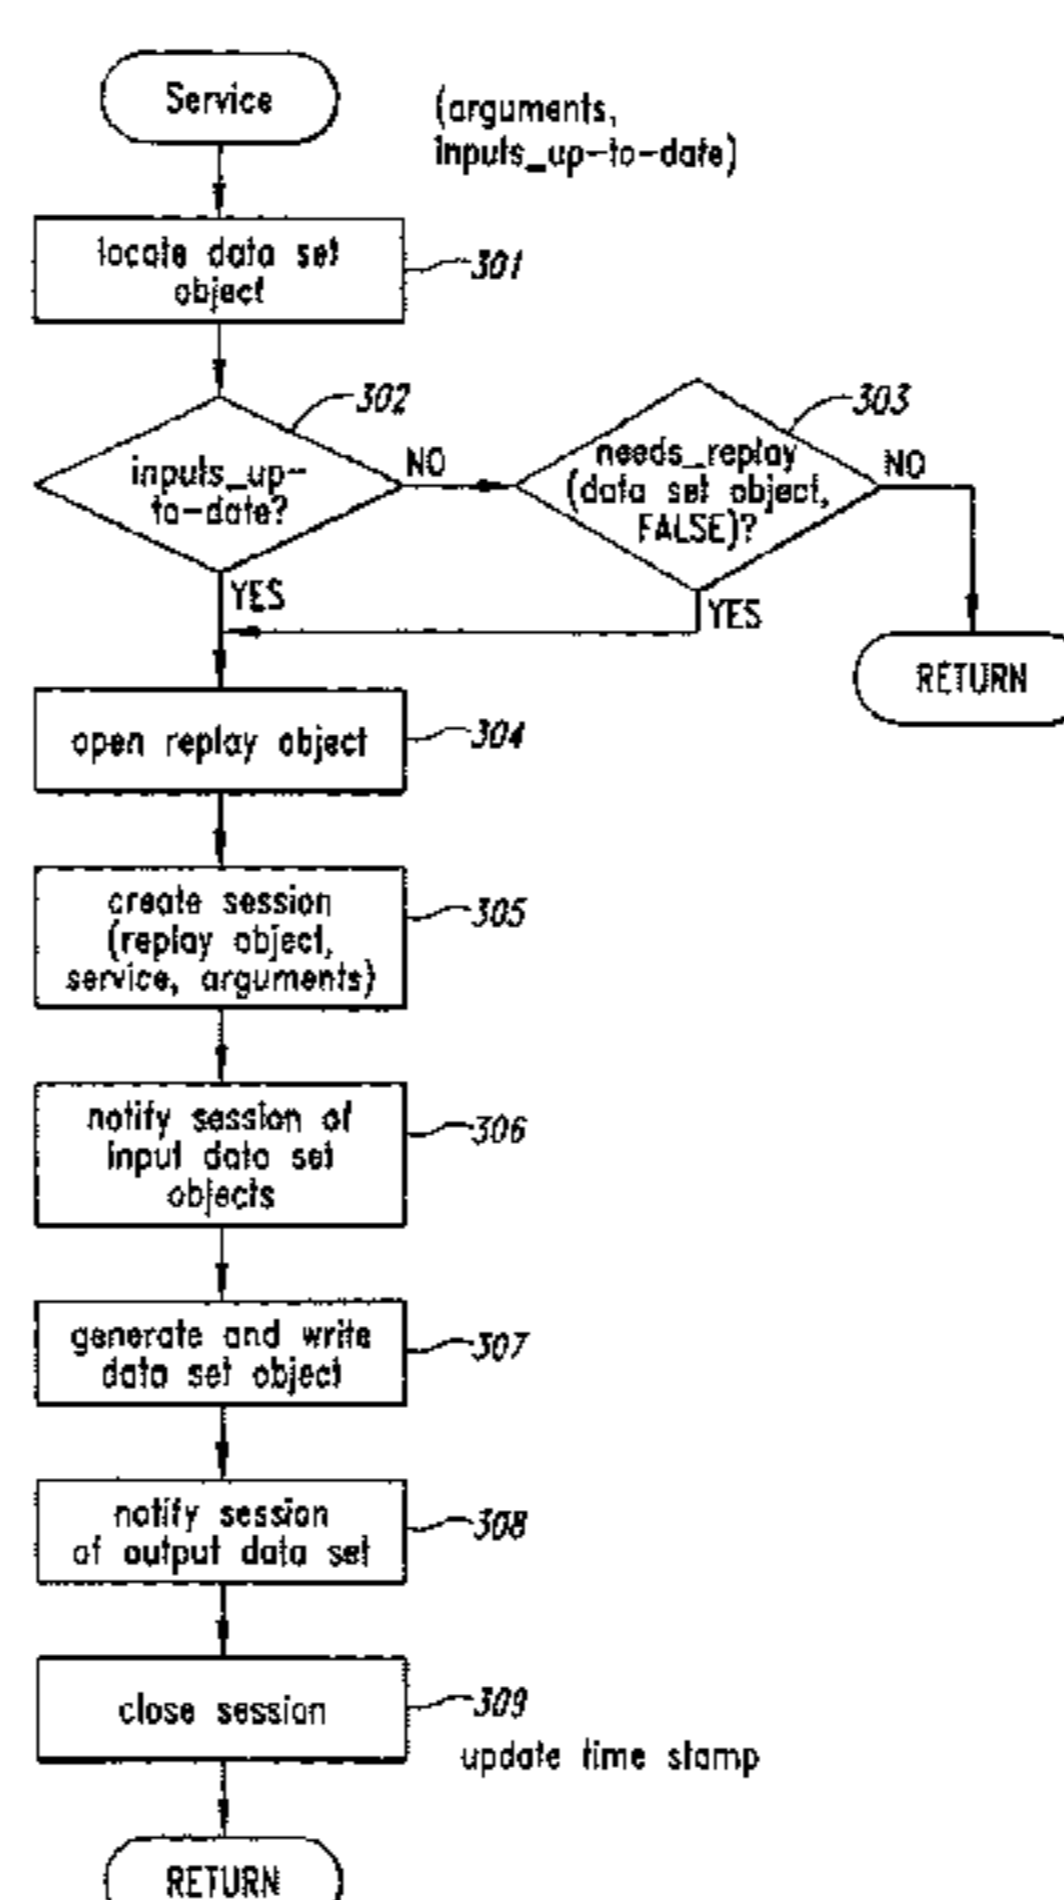 Service
(arguments,
inputs_up-to-date)
locate data set
object
301
302
inputs_up-
to-date?
NO
YES
303
needs_replay
(data set object,
FALSE)?
NO
YES
RETURN
open replay object
304
create session
(replay object,
service, arguments)
305
notify session of
input data set
objects
306
generate and write
data set object
307
notify session
of output data set
308
close session
309
update time stamp
RETURN